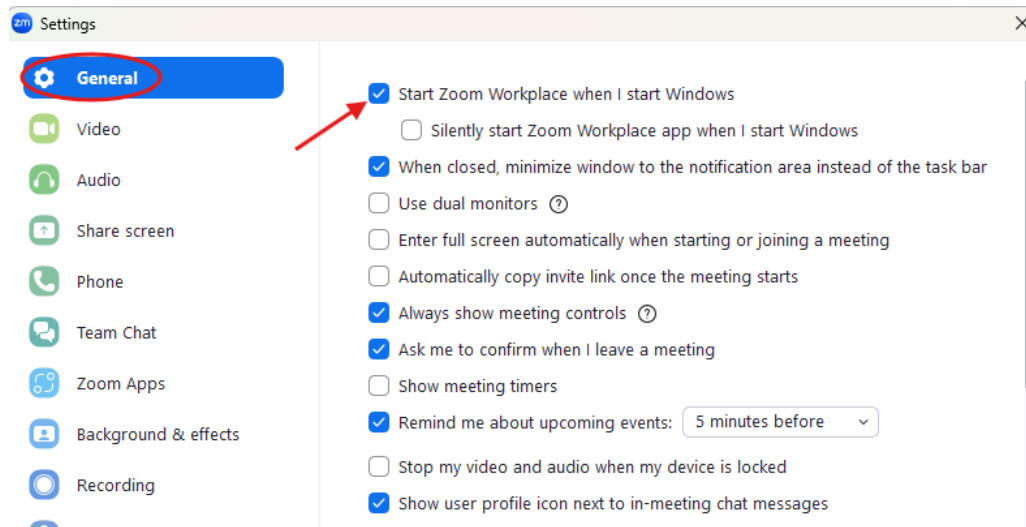 zm Settings
General
Video
Audio
Share screen
Phone
Team Chat
Zoom Apps
Background & effects
Recording
Start Zoom Workplace when I start Windows
Silently start Zoom Workplace app when I start Windows
When closed, minimize window to the notification area instead of the task bar
Use dual monitors ?
Enter full screen automatically when starting or joining a meeting
Automatically copy invite link once the meeting starts
Always show meeting controls ?
Ask me to confirm when I leave a meeting
Show meeting timers
Remind me about upcoming events: 5 minutes before
Stop my video and audio when my device is locked
Show user profile icon next to in-meeting chat messages